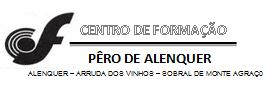 CENTRO DE FORMAÇÃO
PÊRO DE ALENQUER
ALENQUER – ARRUDA DOS VINHOS – SOBRAL DE MONTE AGRAÇO